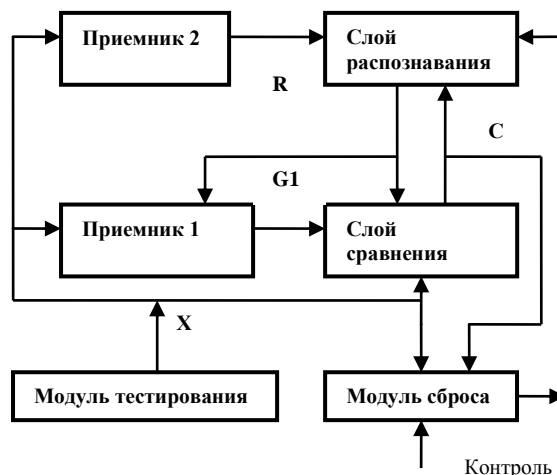 Приемник 2
Слой
распознавания
R
C
G1
Приемник 1
Слой
сравнения
X
Модуль тестирования
Модуль сброса
Контроль